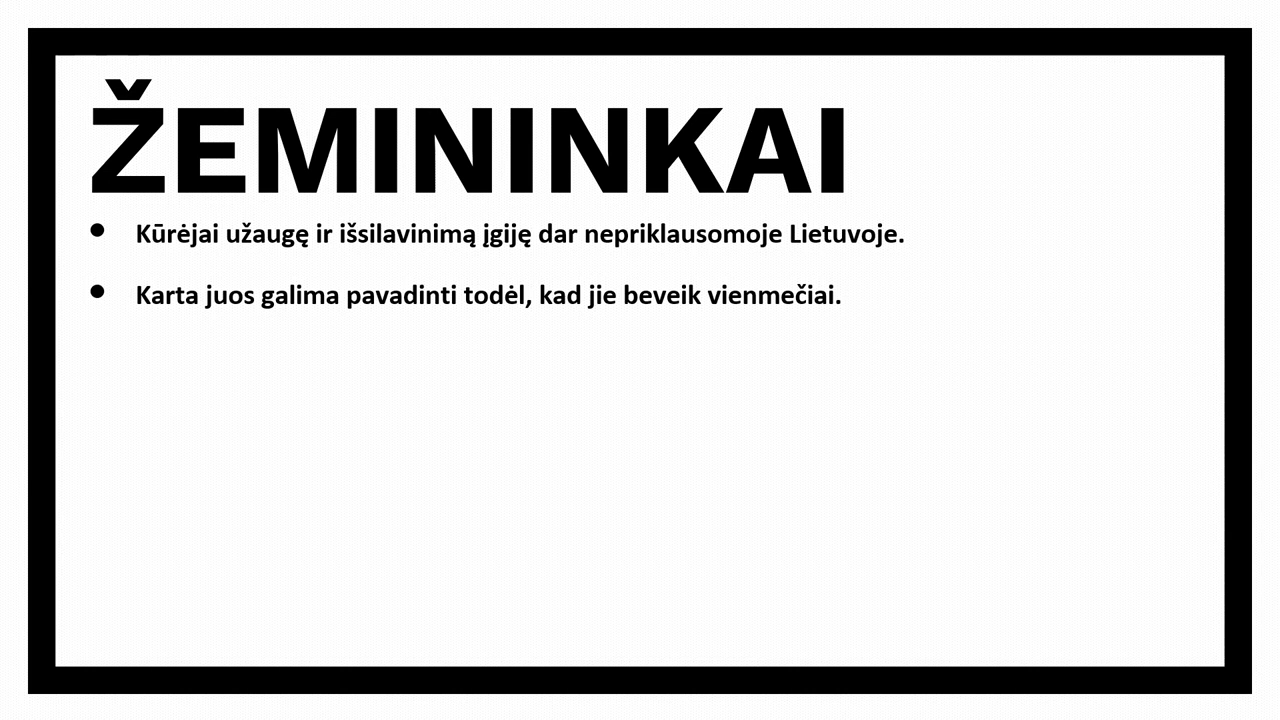 ŽEMININKAI
• Kūrėjai užaugę ir išsilavinimą įgiję dar nepriklausomoje Lietuvoje.
• Karta juos galima pavadinti todėl, kad jie beveik vienmečiai.